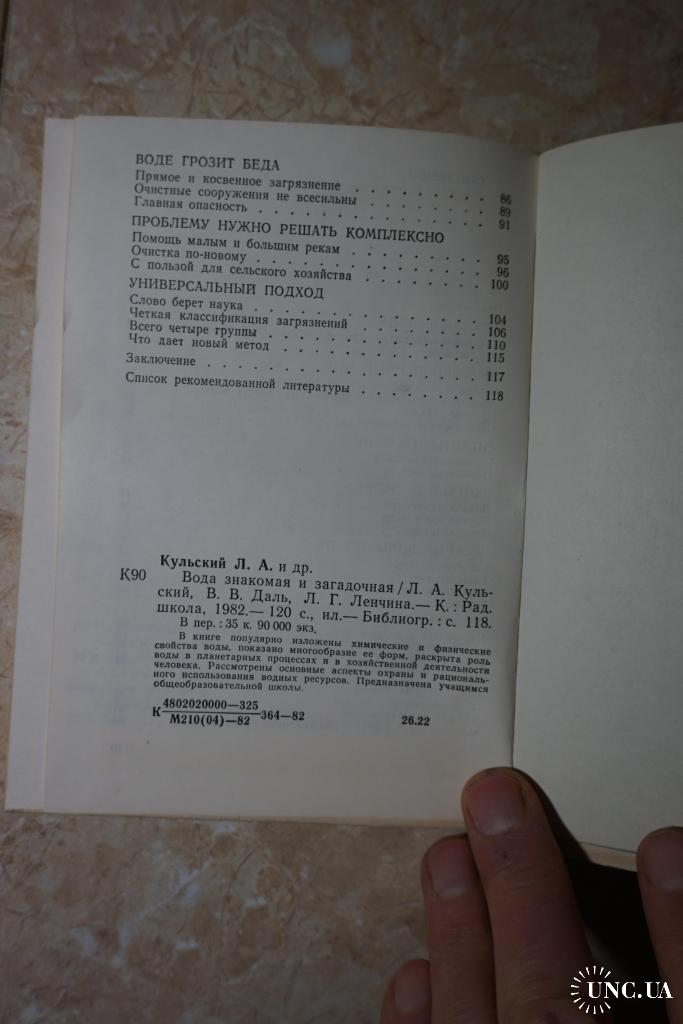 ВОДЕ ГРОЗИТ БЕДА
Прямое и косвенное загрязнение . . . . . . . . 86
Очистные сооружения не всесильны . . . . . . . 89
Главная опасность . . . . . . . . . . . . 91
ПРОБЛЕМУ НУЖНО РЕШАТЬ КОМПЛЕКСНО
Помощь малым и большим рекам . . . . . . . . 95
Очистка по-новому . . . . . . . . . . . . 96
С пользой для сельского хозяйства . . . . . . . 100
УНИВЕРСАЛЬНЫЙ ПОДХОД
Слово берет наука . . . . . . . . . . . . 104
Четкая классификация загрязнений . . . . . . . 106
Всего четыре группы . . . . . . . . . . . 110
Что дает новый метод . . . . . . . . . . . 115
Заключение . . . . . . . . . . . . . . 117
Список рекомендованной литературы . . . . . . . . 118
Кульский Л. А. и др.
К90 Вода знакомая и загадочная / Л. А. Куль-
ский, В. В. Даль, Л. Г. Ленчина.— К. : Рад.
школа, 1982.— 120 с., ил.— Библиогр. : с. 118.
В пер. : 35 к. 90 000 экз.
В книге популярно изложены химические и физические
свойства воды, показано многообразие ее форм, раскрыта роль
воды в планетарных процессах и в хозяйственной деятельности
человека. Рассмотрены основные аспекты охраны и рациональ-
ного использования водных ресурсов. Предназначена учащимся
общеобразовательной школы.
4802020000—325
К 364—82 26.22
М210(04)—82
UNC.UA